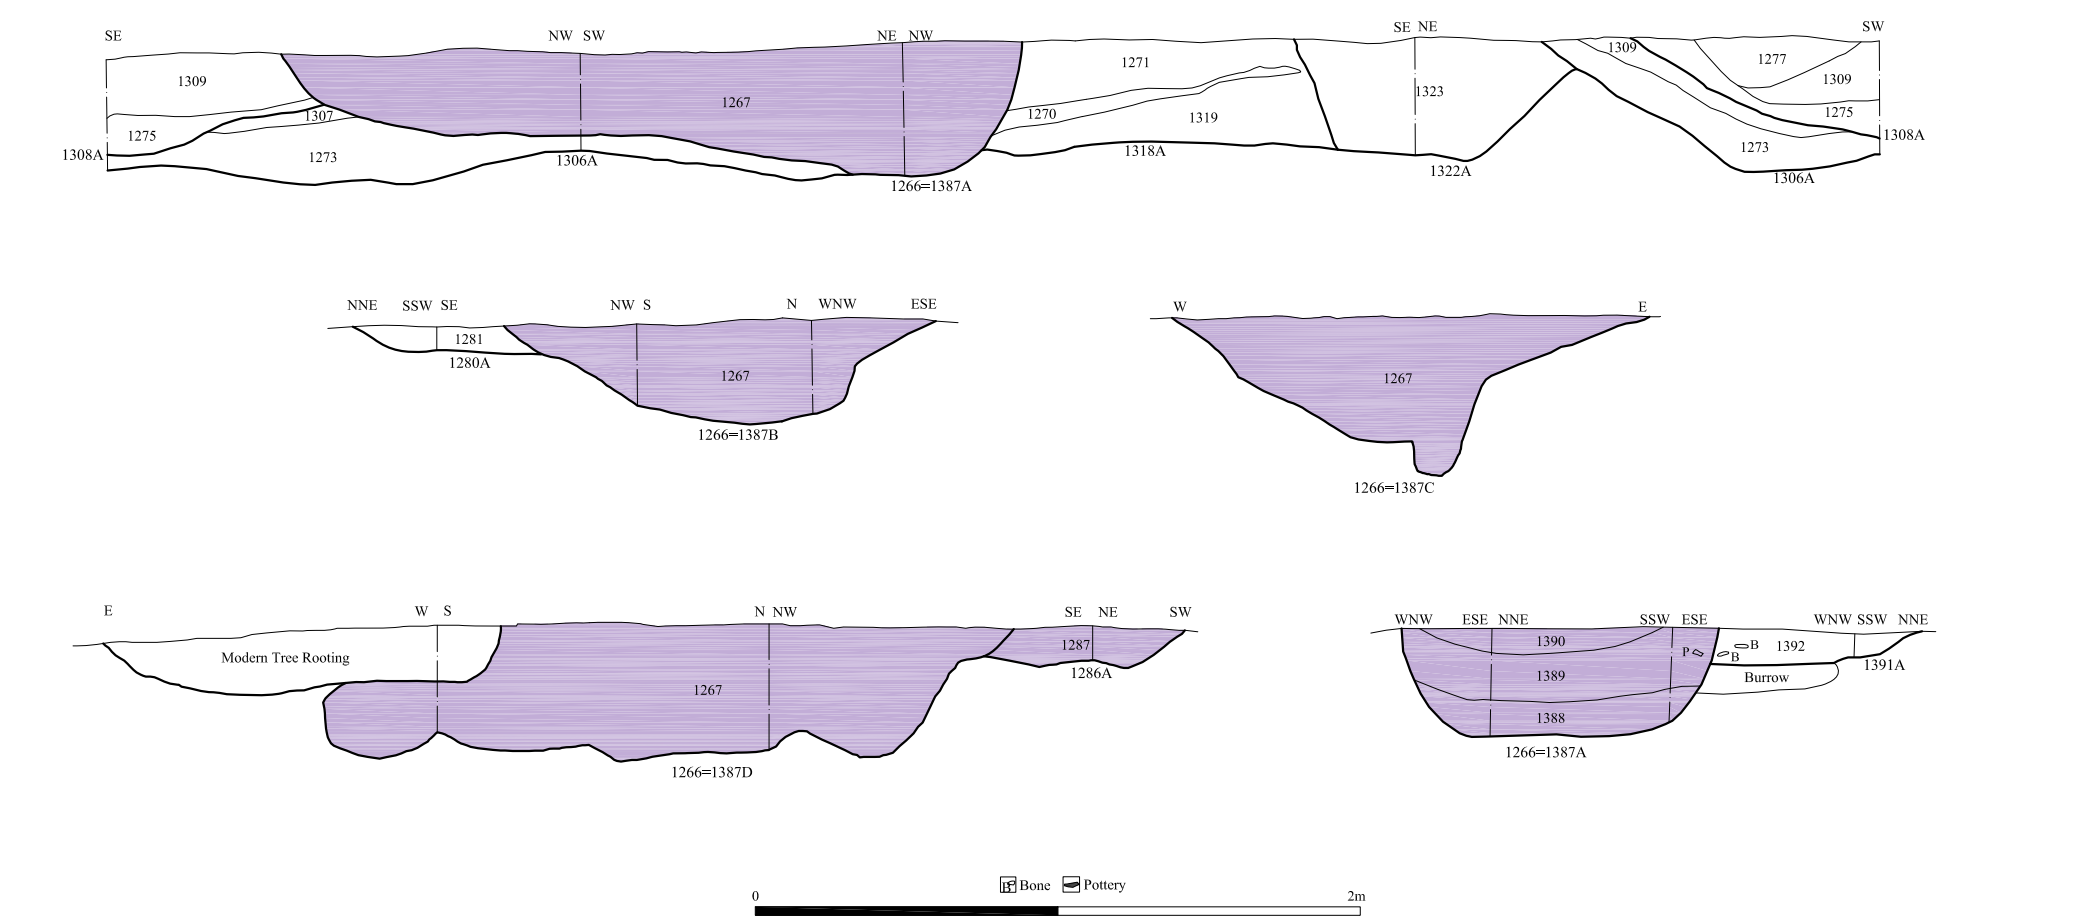 SE NW SW NE NW SE NE SW
1309 1267 1271 1323 1309 1277 1309
1275 1307 1270 1319 1275
1308A 1273 1306A 1318A 1322A 1273 1308A
1266=1387A 1306A
NNE SSW SE NW S N WNW ESE
1281
1280A 1267
1266=1387B
W E
1267
1266=1387C
E W S N NW SE NE SW
Modern Tree Rooting 1287
1267 1286A
1266=1387D
WNW ESE NNE SSW ESE WNW SSW NNE
1390 P B B 1392
1389 Burrow 1391A
1388
1266=1387A
B Bone Pottery
0 2m